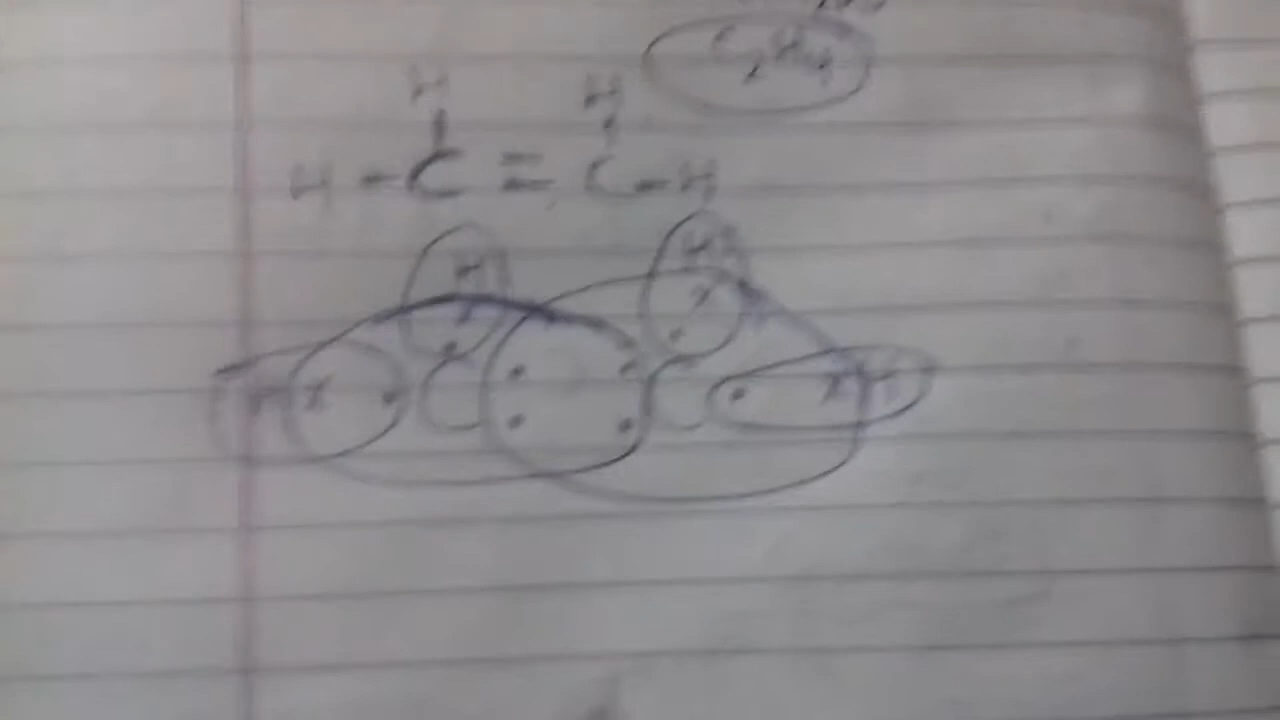 C₂H₄
H H
H - C = C - H
H H
H x • C • • • • C • x H